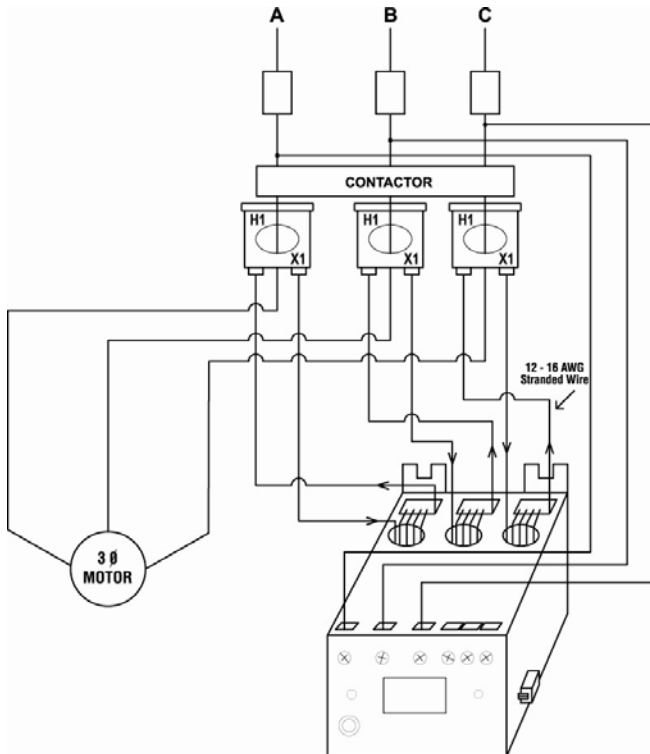 A B C
CONTACTOR
H1 H1 H1
X1 X1 X1
12 - 16 AWG
Stranded Wire
3 Ø
MOTOR